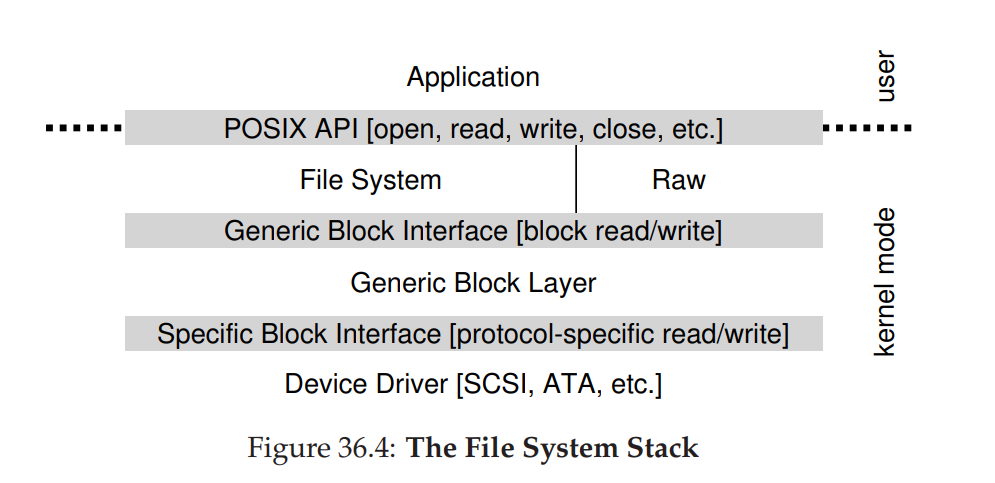 Application
user
POSIX API [open, read, write, close, etc.]
File System
Raw
Generic Block Interface [block read/write]
kernel mode
Generic Block Layer
Specific Block Interface [protocol-specific read/write]
Device Driver [SCSI, ATA, etc.]
Figure 36.4: The File System Stack